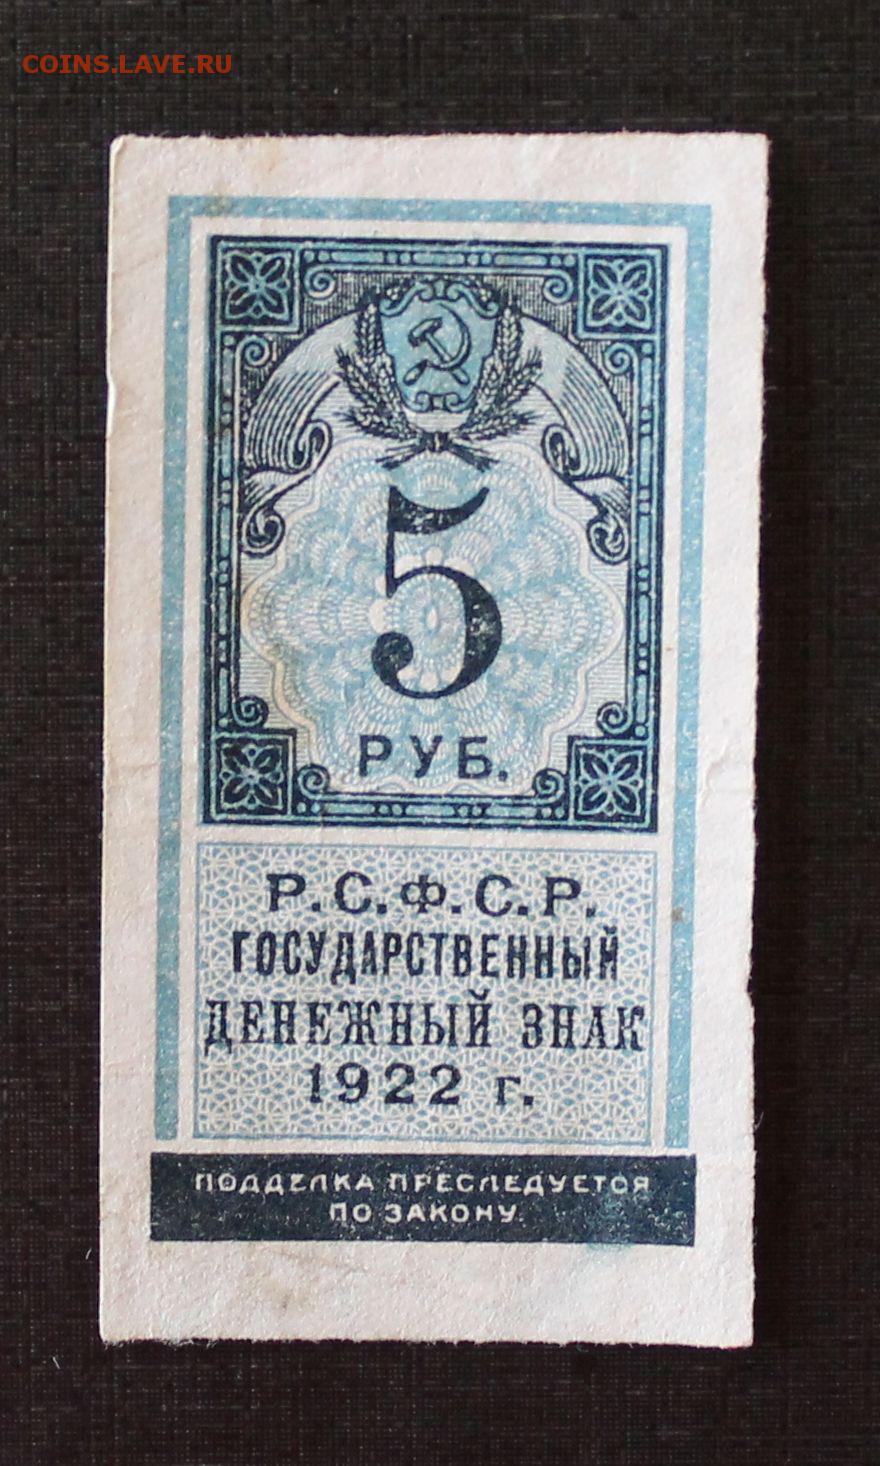 COINS.LAVE.RU
5
РУБ.
Р.С.Ф.С.Р.
ГОСУДАРСТВЕННЫЙ
ДЕНЕЖНЫЙ ЗНАК
1922 г.
ПОДДЕЛКА ПРЕСЛЕДУЕТСЯ
ПО ЗАКОНУ.